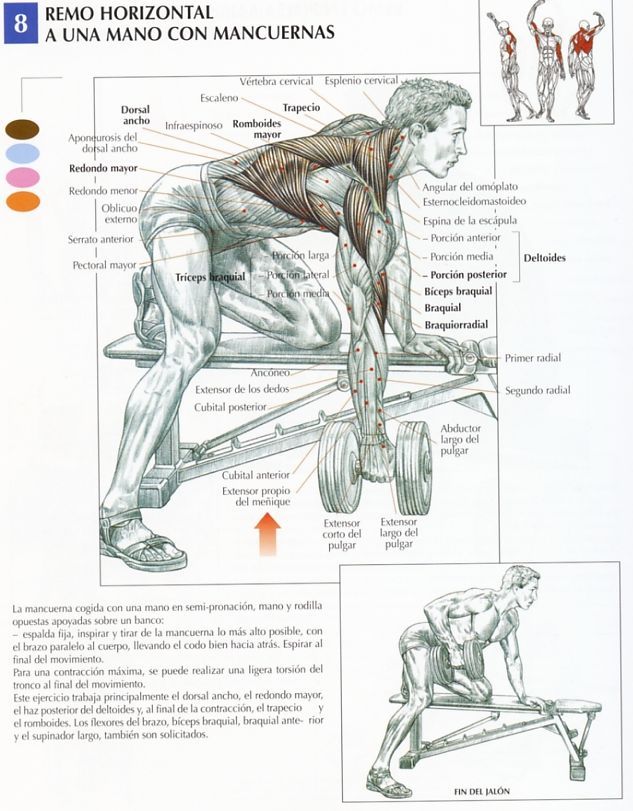 8
REMO HORIZONTAL
A UNA MANO CON MANCUERNAS
Vértebra cervical
Esplenio cervical
Escaleno
Trapecio
Dorsal
ancho
Infraespinoso
Romboides
mayor
Aponeurosis del
dorsal ancho
Redondo mayor
Redondo menor
Oblicuo
externo
Serrato anterior
Pectoral mayor
Angular del omóplato
Esternocleidomastoideo
Espina de la escápula
– Porción anterior
– Porción media
– Porción posterior
Deltoides
Tríceps braquial
– Porción larga
– Porción lateral
– Porción media
Bíceps braquial
Braquial
Braquiorradial
Primer radial
Segundo radial
Ancóneo
Extensor de los dedos
Cubital posterior
Abductor
largo del
pulgar
Cubital anterior
Extensor propio
del meñique
Extensor
corto del
pulgar
Extensor
largo del
pulgar
La mancuerna cogida con una mano en semi-pronación, mano y rodilla
opuestas apoyadas sobre un banco:
– espalda fija, inspirar y tirar de la mancuerna lo más alto posible, con
el brazo paralelo al cuerpo, llevando el codo bien hacia atrás. Espirar al
final del movimiento.
Para una contracción máxima, se puede realizar una ligera torsión del
tronco al final del movimiento.
Este ejercicio trabaja principalmente el dorsal ancho, el redondo mayor,
el haz posterior del deltoides y, al final de la contracción, el trapecio y
el romboides. Los flexores del brazo, bíceps braquial, braquial ante- rior
y el supinador largo, también son solicitados.
FIN DEL JALÓN